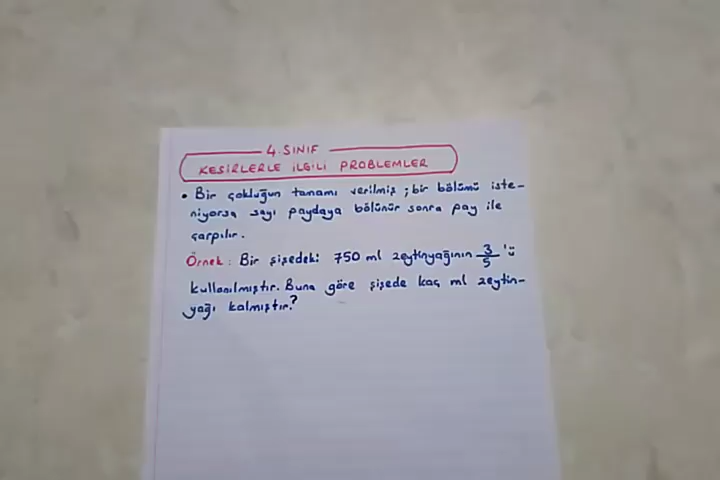 4. SINIF
KESİRLERLE İLGİLİ PROBLEMLER
• Bir çokluğun tamamı verilmiş ; bir bölümü iste-
niyorsa sayı paydaya bölünür sonra pay ile
çarpılır.
Örnek : Bir şişedeki 750 ml zeytinyağının 3/5 'ü
kullanılmıştır. Buna göre şişede kaç ml zeytin-
yağı kalmıştır?